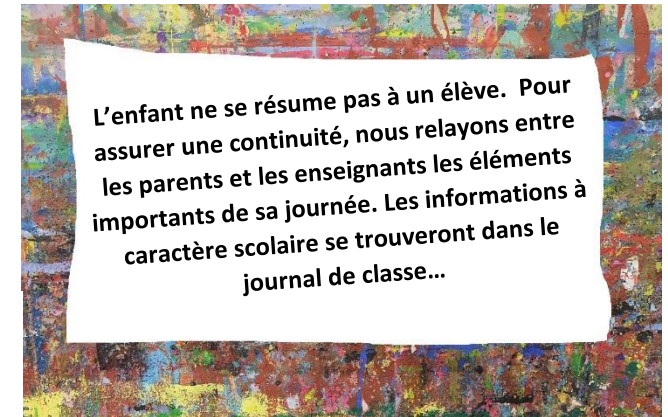 L’enfant ne se résume pas à un élève.  Pour
assurer une continuité, nous relayons entre
les parents et les enseignants les éléments
importants de sa journée. Les informations à
caractère scolaire se trouveront dans le
journal de classe…